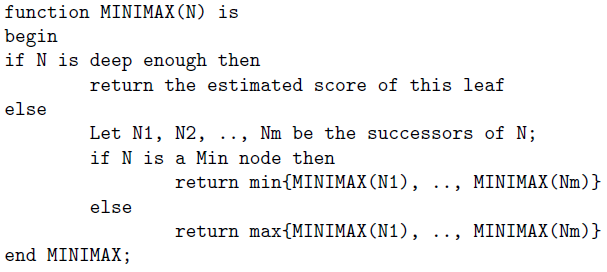 function MINIMAX(N) is
begin
if N is deep enough then
        return the estimated score of this leaf
else
        Let N1, N2, .., Nm be the successors of N;
        if N is a Min node then
                return min{MINIMAX(N1), .., MINIMAX(Nm)}
        else
                return max{MINIMAX(N1), .., MINIMAX(Nm)}
end MINIMAX;